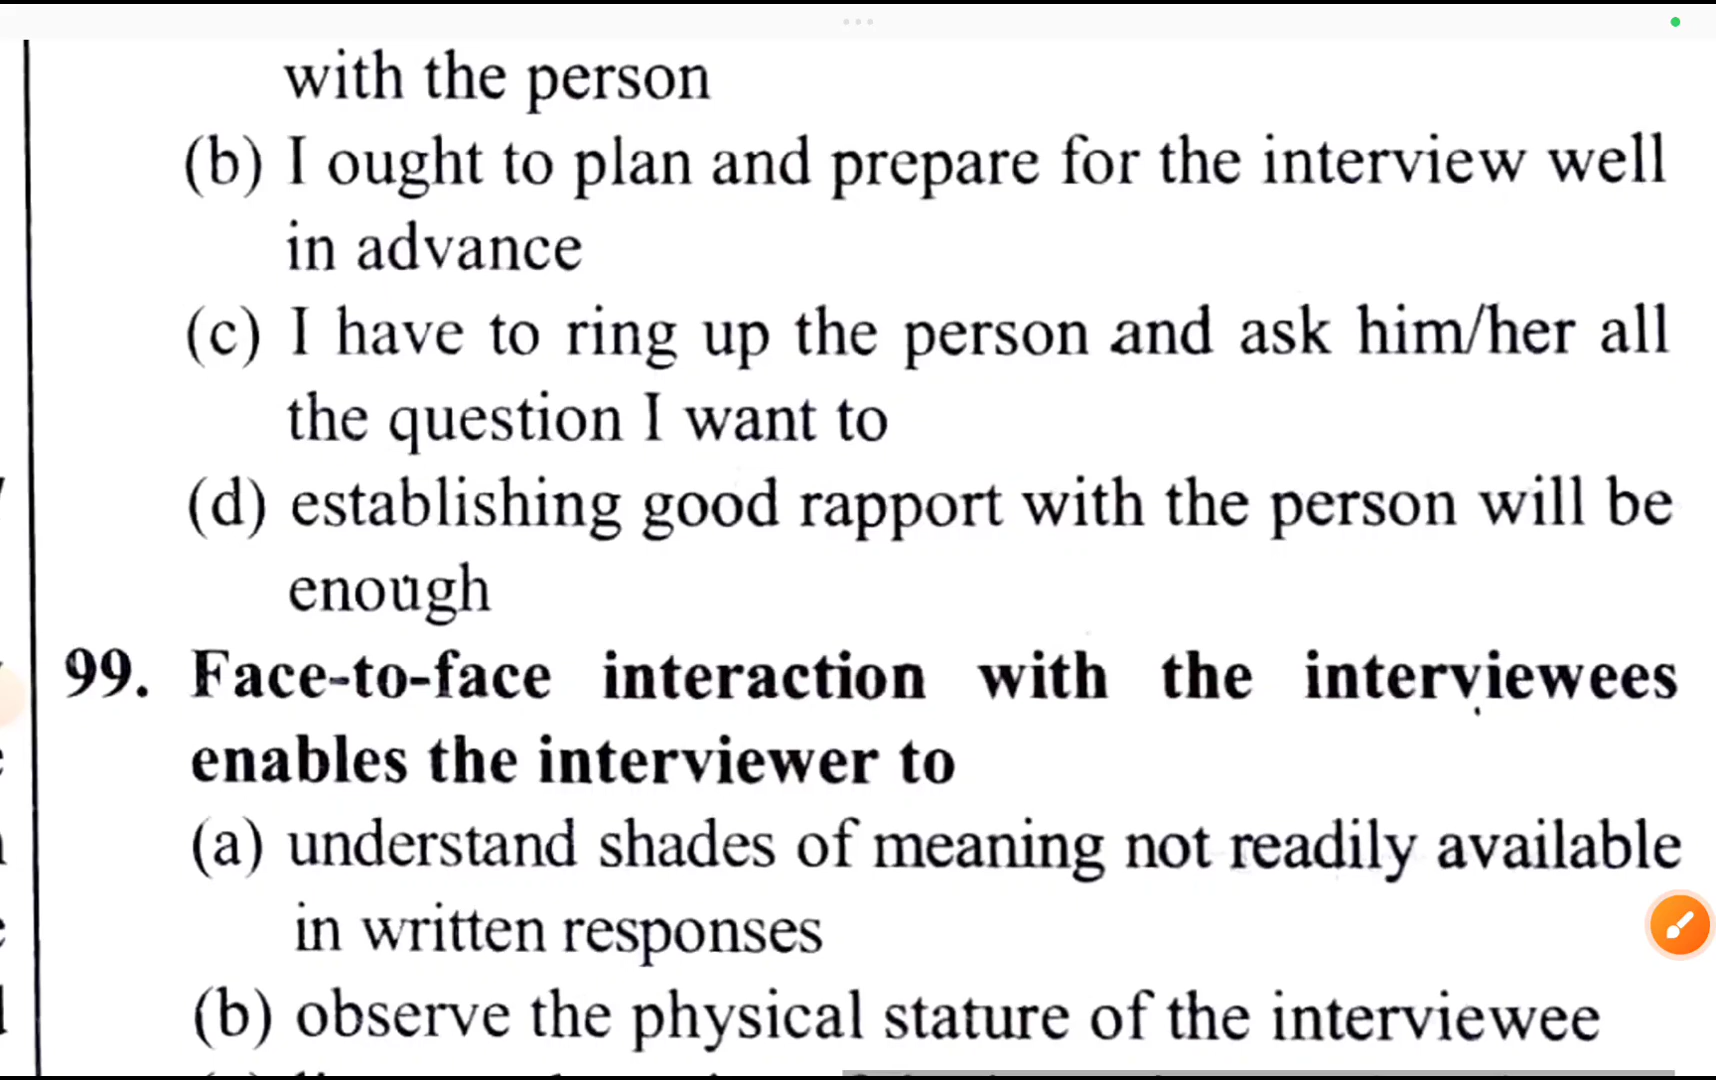 with the person
(b) I ought to plan and prepare for the interview well
in advance
(c) I have to ring up the person and ask him/her all
the question I want to
(d) establishing good rapport with the person will be
enough
99. Face-to-face interaction with the interviewees
enables the interviewer to
(a) understand shades of meaning not readily available
in written responses
(b) observe the physical stature of the interviewee